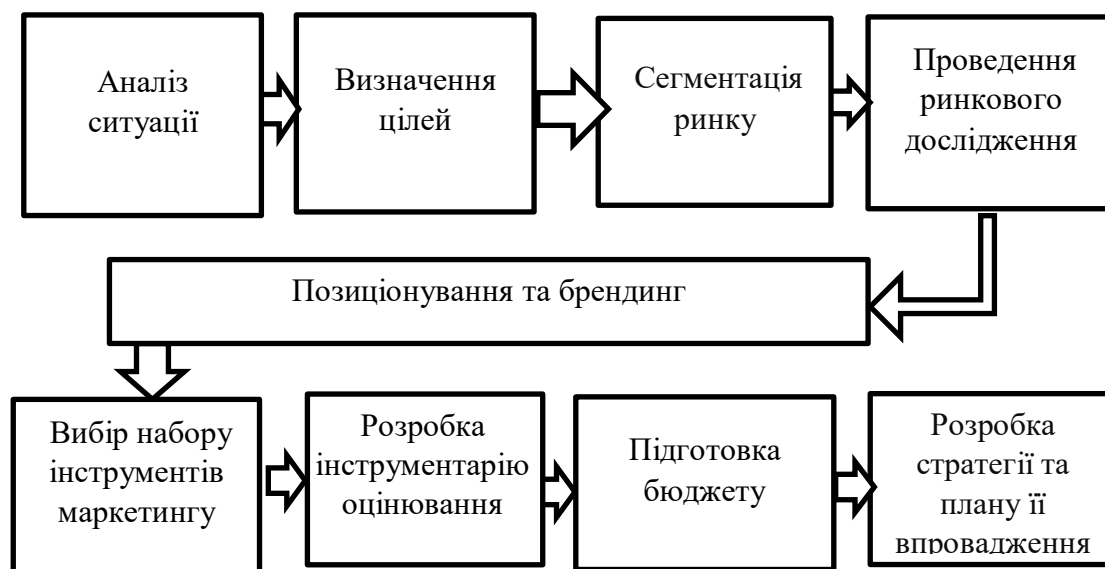 Аналіз
ситуації
Визначення
цілей
Сегментація
ринку
Проведення
ринкового
дослідження
Позиціонування та брендинг
Вибір набору
інструментів
маркетингу
Розробка
інструментарію
оцінювання
Підготовка
бюджету
Розробка
стратегії та
плану її
впровадження